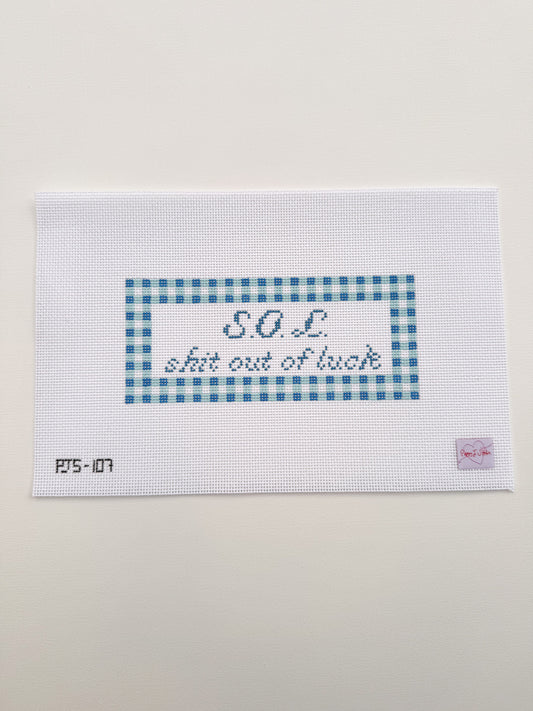 S.O.L.
shit out of luck
PJS-107